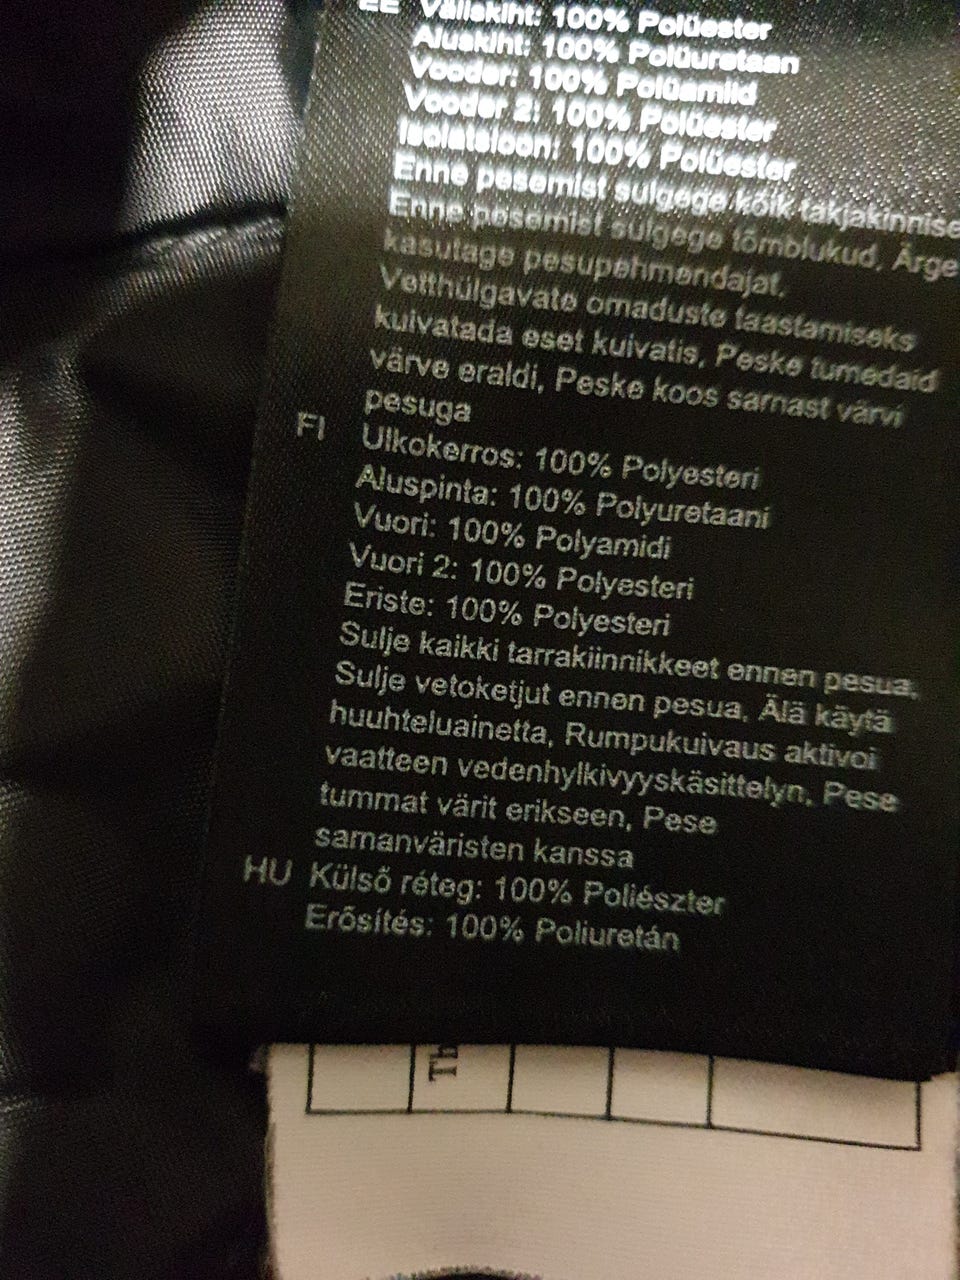 EE Väliskiht: 100% Polüester
Aluskiht: 100% Polüuretaan
Vooder: 100% Polüamiid
Vooder 2: 100% Polüester
Isolatsioon: 100% Polüester
Enne pesemist sulgege kõik takjakinnise
Enne pesemist sulgege tõmblukud, Ärge
kasutage pesupehmendajat,
Vetthülgavate omaduste taastamiseks
kuivatada eset kuivatis, Peske tumedaid
värve eraldi, Peske koos sarnast värvi
pesuga
FI Ulkokerros: 100% Polyesteri
Aluspinta: 100% Polyuretaani
Vuori: 100% Polyamidi
Vuori 2: 100% Polyesteri
Eriste: 100% Polyesteri
Sulje kaikki tarrakiinnikkeet ennen pesua,
Sulje vetoketjut ennen pesua, Älä käytä
huuhteluainetta, Rumpukuivaus aktivoi
vaatteen vedenhylkivyyskäsittelyn, Pese
tummat värit erikseen, Pese
samanväristen kanssa
HU Külső réteg: 100% Poliészter
Erősítés: 100% Poliuretán
Th